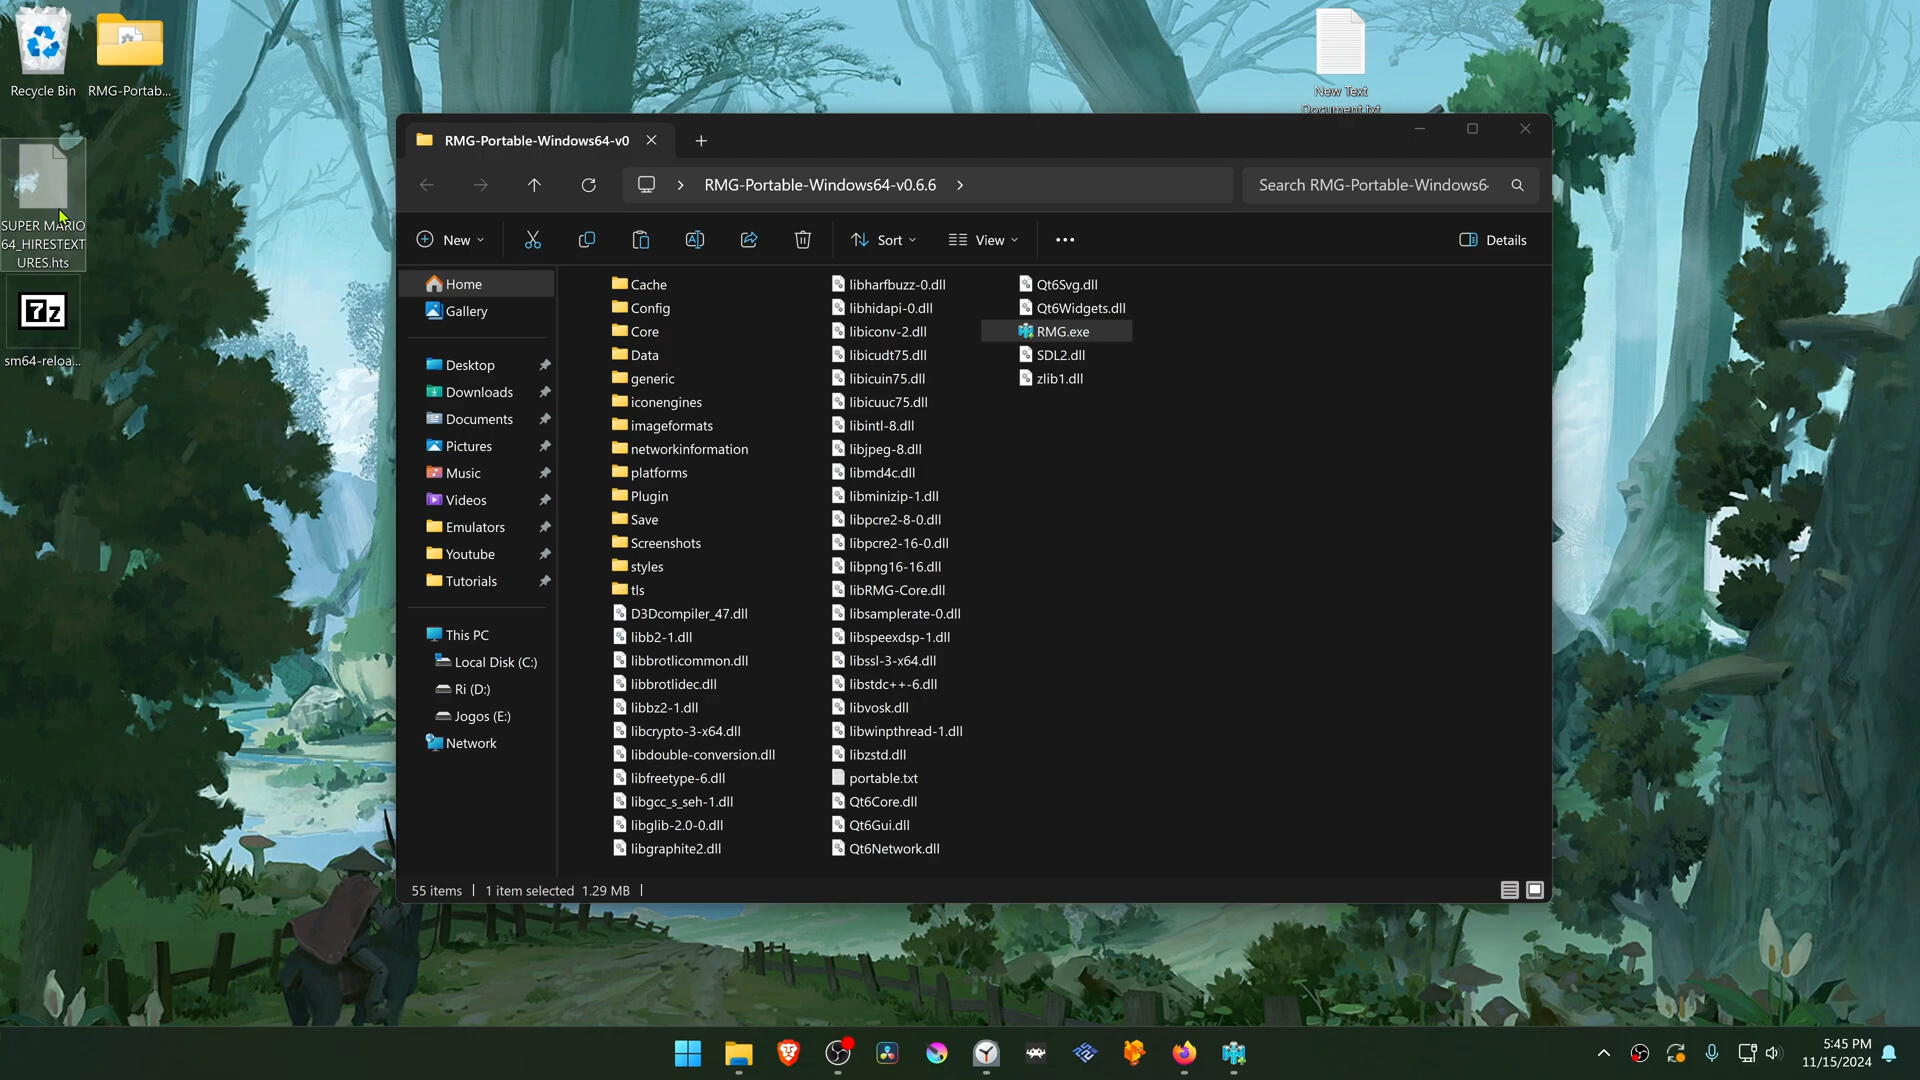 Recycle Bin
RMG-Portab...
New Text
Document.txt
SUPER MARIO
64_HIRESTEXT
URES.hts
7z
sm64-reloa...
RMG-Portable-Windows64-v0
RMG-Portable-Windows64-v0.6.6
Search RMG-Portable-Windows6
New
Sort
View
Details
Home
Gallery
Desktop
Downloads
Documents
Pictures
Music
Videos
Emulators
Youtube
Tutorials
This PC
Local Disk (C:)
Ri (D:)
Jogos (E:)
Network
Cache
Config
Core
Data
generic
iconengines
imageformats
networkinformation
platforms
Plugin
Save
Screenshots
styles
tls
D3Dcompiler_47.dll
libb2-1.dll
libbrotlicommon.dll
libbrotlidec.dll
libbz2-1.dll
libcrypto-3-x64.dll
libdouble-conversion.dll
libfreetype-6.dll
libgcc_s_seh-1.dll
libglib-2.0-0.dll
libgraphite2.dll
libharfbuzz-0.dll
libhidapi-0.dll
libiconv-2.dll
libicudt75.dll
libicuin75.dll
libicuuc75.dll
libintl-8.dll
libjpeg-8.dll
libmd4c.dll
libminizip-1.dll
libpcre2-8-0.dll
libpcre2-16-0.dll
libpng16-16.dll
libRMG-Core.dll
libsamplerate-0.dll
libspeexdsp-1.dll
libssl-3-x64.dll
libstdc++-6.dll
libvosk.dll
libwinpthread-1.dll
libzstd.dll
portable.txt
Qt6Core.dll
Qt6Gui.dll
Qt6Network.dll
Qt6Svg.dll
Qt6Widgets.dll
RMG.exe
SDL2.dll
zlib1.dll
55 items
1 item selected 1.29 MB
5:45 PM
11/15/2024